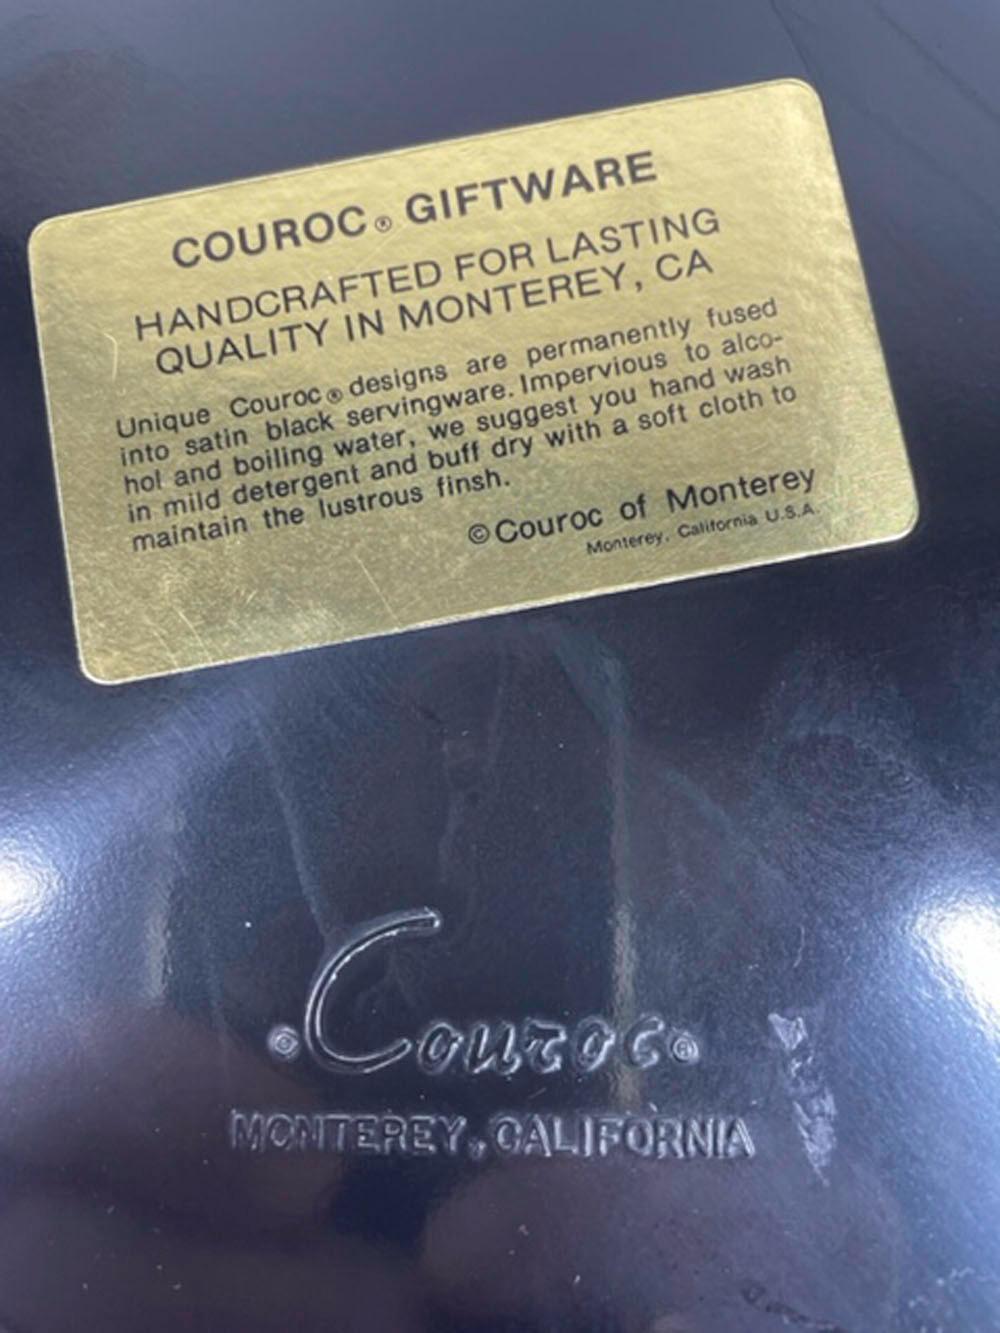 COUROC® GIFTWARE
HANDCRAFTED FOR LASTING
QUALITY IN MONTEREY, CA
Unique Couroc® designs are permanently fused
into satin black servingware. Impervious to alco-
hol and boiling water, we suggest you hand wash
in mild detergent and buff dry with a soft cloth to
maintain the lustrous finsh.
© Couroc of Monterey
Monterey, California U.S.A.
© Couroc ®
MONTEREY, CALIFORNIA